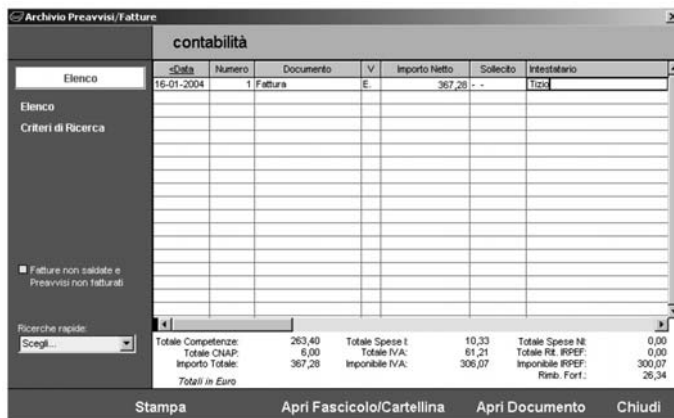 Archivio Preavvisi/Fatture
contabilità
Elenco
Elenco
Criteri di Ricerca
Fatture non saldate e
Preavvisi non fatturati
Ricerche rapide:
Scegli...
<Data Numero Documento V Importo Netto Sollecito Intestatario
16-01-2004 1 Fattura E. 367,28 - - Tizio
Totale Competenze: 263,40 Totale Spese I: 10,33 Totale Spese NI: 0,00
Totale CNAP: 6,00 Totale IVA: 61,21 Totale Rit. IRPEF: 0,00
Importo Totale: 367,28 Imponibile IVA: 306,07 Imponibile IRPEF: 300,07
Totali in Euro Rimb. Forf.: 26,34
Stampa Apri Fascicolo/Cartellina Apri Documento Chiudi